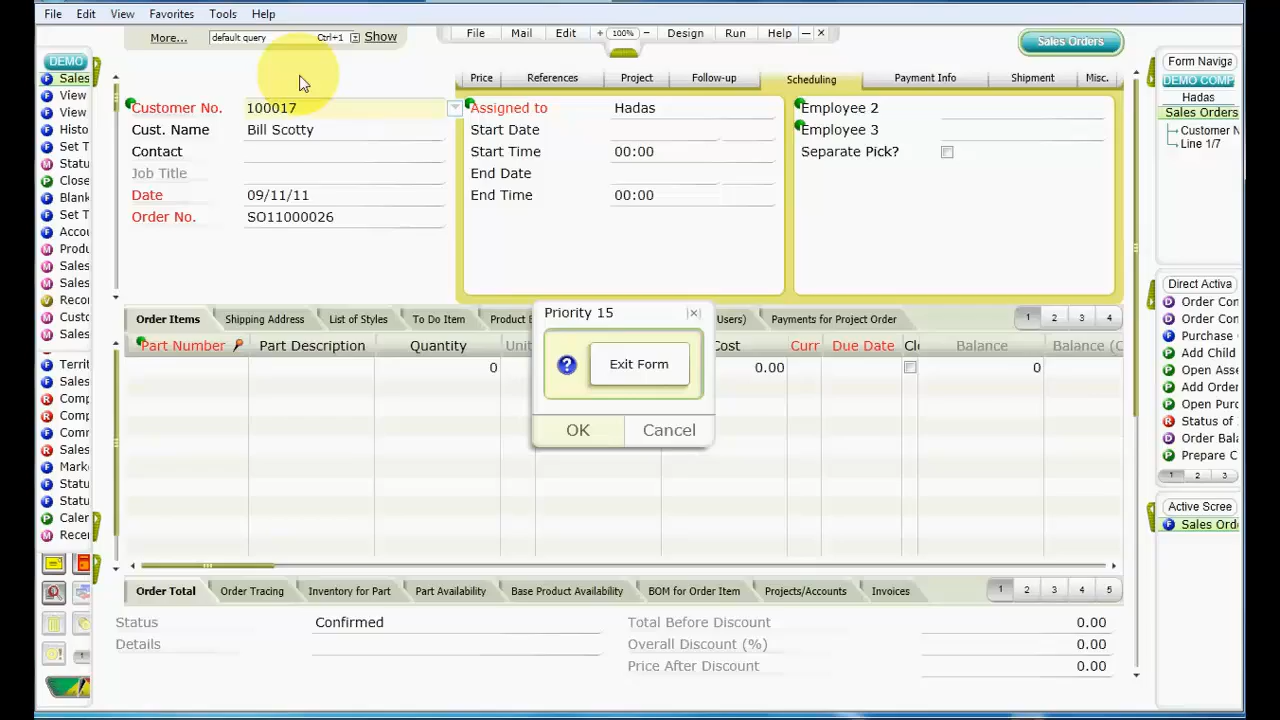 File Edit View Favorites Tools Help
More... default query Ctrl+1 Show
File Mail Edit + 100% − Design Run Help
Sales Orders
DEMO
Sales
View
View
Histo
Set T
Statu
Close
Blank
Set T
Accou
Produ
Sales
Sales
Reco
Custo
Sales
Territ
Sales
Comp
Comp
Comm
Sales
Marke
Status
Statu
Calen
Recei
Customer No. 100017
Cust. Name Bill Scotty
Contact
Job Title
Date 09/11/11
Order No. SO11000026
Price References Project Follow-up Scheduling Payment Info Shipment Misc.
Assigned to Hadas
Start Date
Start Time 00:00
End Date
End Time 00:00
Employee 2
Employee 3
Separate Pick?
Order Items Shipping Address List of Styles To Do Item Product Users) Payments for Project Order 1 2 3 4
Part Number Part Description Quantity Unit Cost Curr Due Date Clo Balance Balance (C
0 0.00 0
Priority 15
Exit Form
OK Cancel
Order Total Order Tracing Inventory for Part Part Availability Base Product Availability BOM for Order Item Projects/Accounts Invoices 1 2 3 4 5
Status Confirmed
Details
Total Before Discount 0.00
Overall Discount (%) 0.00
Price After Discount 0.00
Form Naviga
DEMO COMP
Hadas
Sales Orders
Customer N
Line 1/7
Direct Activa
Order Con
Order Con
Purchase
Add Child
Open Asse
Add Order
Open Purc
Status of
Order Bala
Prepare C
1 2 3
Active Scree
Sales Ord